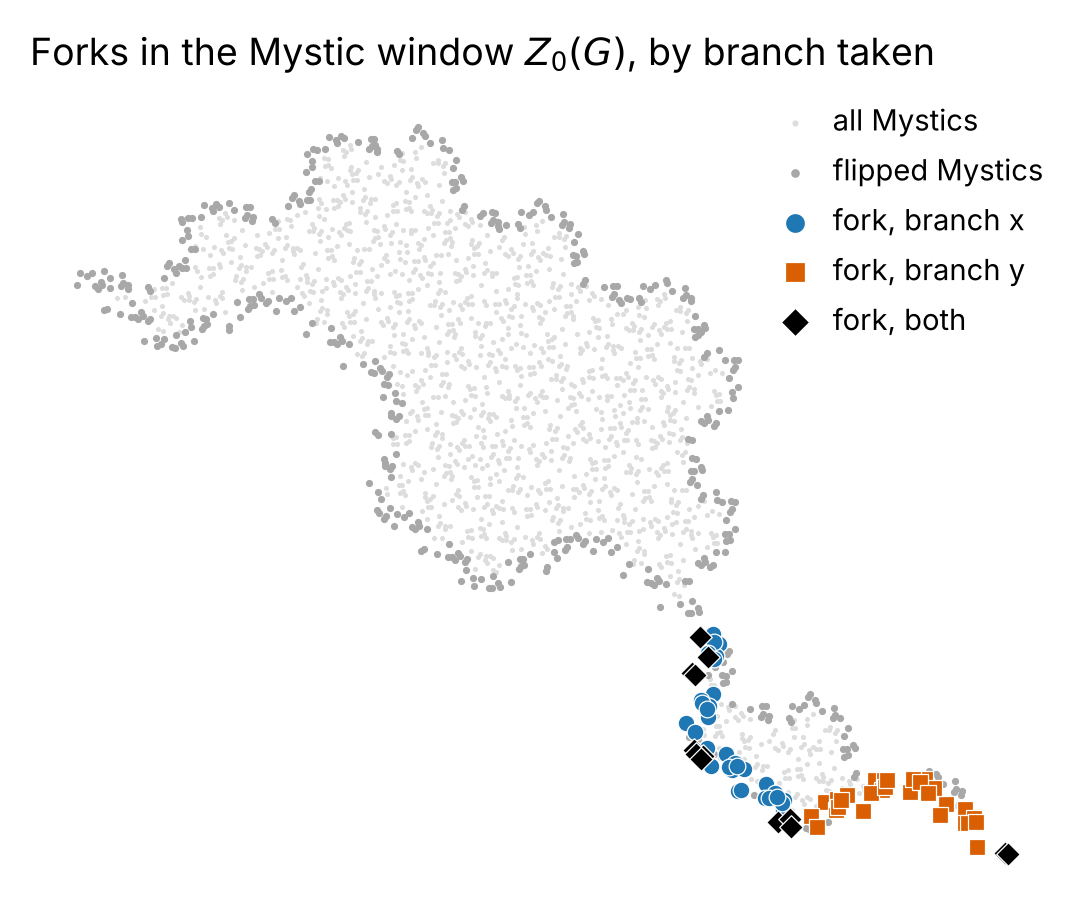 Forks in the Mystic window Z₀(G), by branch taken
all Mystics
flipped Mystics
fork, branch x
fork, branch y
fork, both